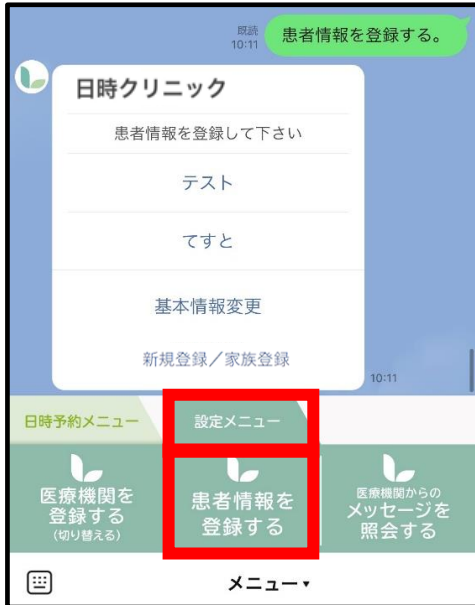 既読
10:11
患者情報を登録する。
日時クリニック
患者情報を登録して下さい
テスト
てすと
基本情報変更
新規登録／家族登録
10:11
日時予約メニュー
設定メニュー
医療機関を
登録する
(切り替える)
患者情報を
登録する
医療機関からの
メッセージを
照会する
メニュー▾